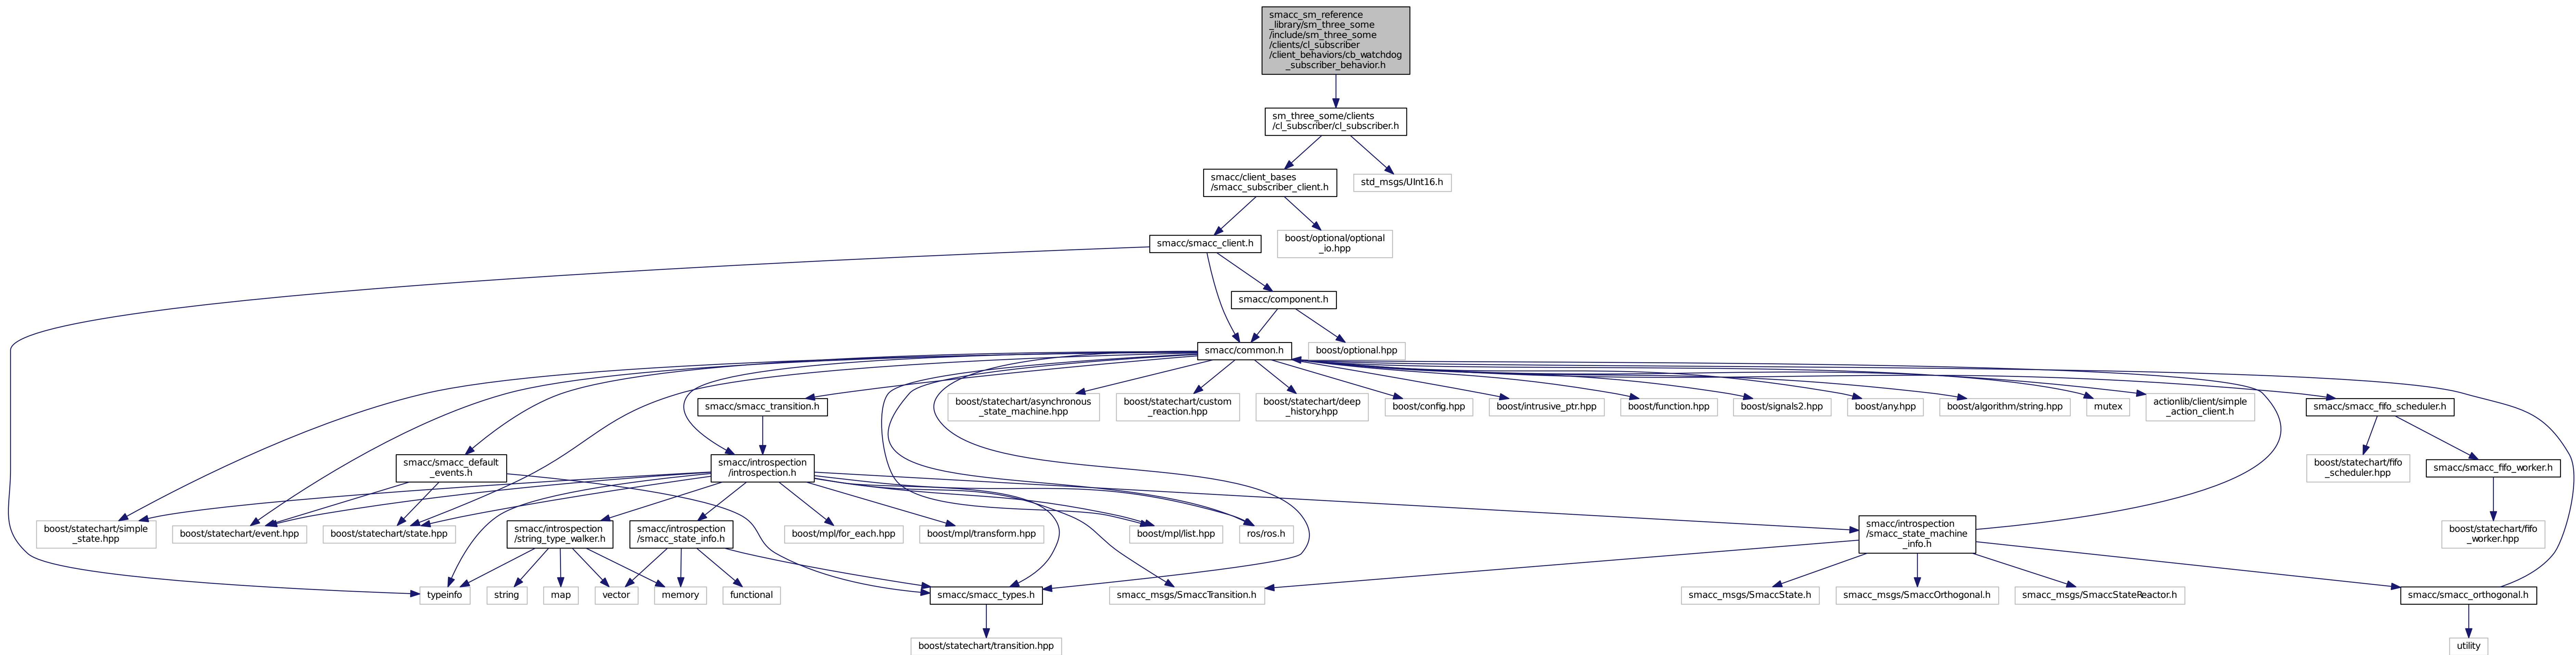 smacc_sm_reference
_library/sm_three_some
/include/sm_three_some
/clients/cl_subscriber
/client_behaviors/cb_watchdog
_subscriber_behavior.h
sm_three_some/clients
/cl_subscriber/cl_subscriber.h
smacc/client_bases
/smacc_subscriber_client.h
std_msgs/UInt16.h
smacc/smacc_client.h
boost/optional/optional
_io.hpp
smacc/component.h
smacc/common.h
boost/optional.hpp
smacc/smacc_transition.h
boost/statechart/asynchronous
_state_machine.hpp
boost/statechart/custom
_reaction.hpp
boost/statechart/deep
_history.hpp
boost/config.hpp
boost/intrusive_ptr.hpp
boost/function.hpp
boost/signals2.hpp
boost/any.hpp
boost/algorithm/string.hpp
mutex
actionlib/client/simple
_action_client.h
smacc/smacc_fifo_scheduler.h
smacc/smacc_default
_events.h
smacc/introspection
/introspection.h
boost/statechart/fifo
_scheduler.hpp
smacc/smacc_fifo_worker.h
boost/statechart/simple
_state.hpp
boost/statechart/event.hpp
boost/statechart/state.hpp
smacc/introspection
/string_type_walker.h
smacc/introspection
/smacc_state_info.h
boost/mpl/for_each.hpp
boost/mpl/transform.hpp
boost/mpl/list.hpp
ros/ros.h
smacc/introspection
/smacc_state_machine
_info.h
boost/statechart/fifo
_worker.hpp
typeinfo
string
map
vector
memory
functional
smacc/smacc_types.h
smacc_msgs/SmaccTransition.h
smacc_msgs/SmaccState.h
smacc_msgs/SmaccOrthogonal.h
smacc_msgs/SmaccStateReactor.h
smacc/smacc_orthogonal.h
boost/statechart/transition.hpp
utility